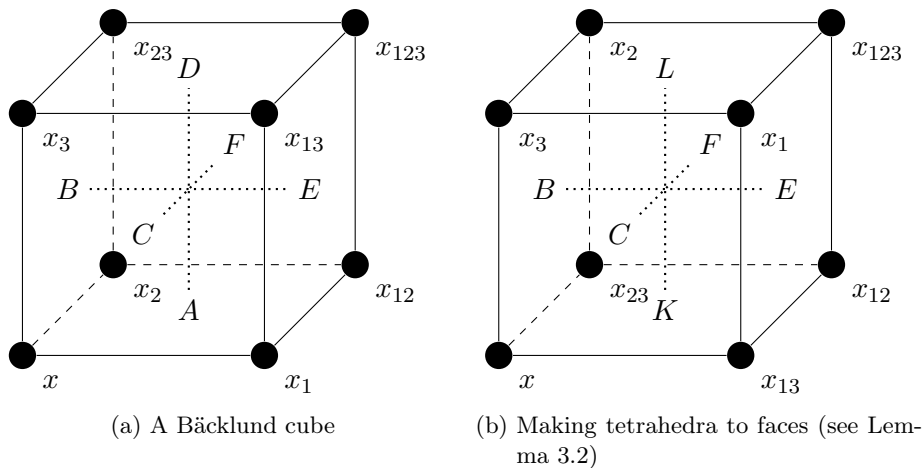 x₂₃ x₁₂₃ x₂ x₁₂₃
D L
x₃ x₁₃ x₃ x₁
F F
B E B E
C C
x₂ x₁₂ x₂₃ x₁₂
A K
x x₁ x x₁₃
(a) A Bäcklund cube
(b) Making tetrahedra to faces (see Lem-
ma 3.2)